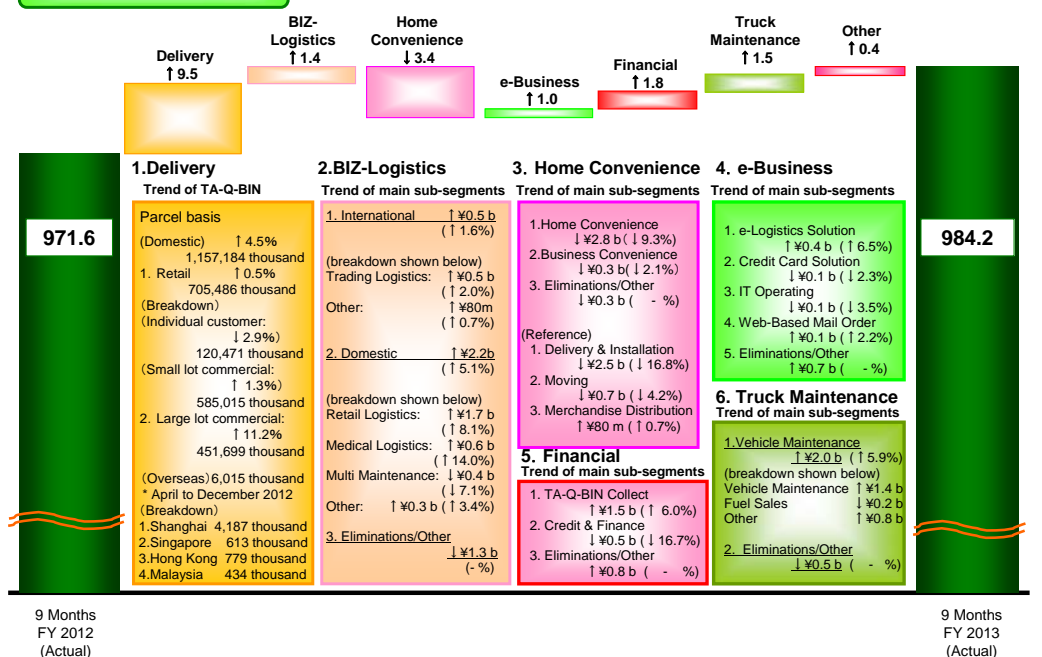 Delivery
↑ 9.5
BIZ-
Logistics
↑ 1.4
Home
Convenience
↓ 3.4
e-Business
↑ 1.0
Financial
↑ 1.8
Truck
Maintenance
↑ 1.5
Other
↑ 0.4
971.6
984.2
1.Delivery
Trend of TA-Q-BIN
Parcel basis
(Domestic) ↑ 4.5%
1,157,184 thousand
1. Retail ↑ 0.5%
705,486 thousand
(Breakdown)
(Individual customer:
↓ 2.9%)
120,471 thousand
(Small lot commercial:
↑ 1.3%)
585,015 thousand
2. Large lot commercial:
↑ 11.2%
451,699 thousand
(Overseas) 6,015 thousand
* April to December 2012
(Breakdown)
1.Shanghai 4,187 thousand
2.Singapore 613 thousand
3.Hong Kong 779 thousand
4.Malaysia 434 thousand
2.BIZ-Logistics
Trend of main sub-segments
1. International ↑ ¥0.5 b
( ↑ 1.6%)
(breakdown shown below)
Trading Logistics: ↑ ¥0.5 b
( ↑ 2.0%)
Other: ↑ ¥80m
( ↑ 0.7%)
2. Domestic ↑ ¥2.2b
( ↑ 5.1%)
(breakdown shown below)
Retail Logistics: ↑ ¥1.7 b
( ↑ 8.1%)
Medical Logistics: ↑ ¥0.6 b
( ↑ 14.0%)
Multi Maintenance: ↓ ¥0.4 b
( ↓ 7.1%)
Other: ↑ ¥0.3 b ( ↑ 3.4%)
3. Eliminations/Other
↓ ¥1.3 b
(- %)
3. Home Convenience
Trend of main sub-segments
1.Home Convenience
↓ ¥2.8 b( ↓ 9.3%)
2.Business Convenience
↓ ¥0.3 b( ↓ 2.1%)
3. Eliminations/Other
↓ ¥0.3 b ( - %)
(Reference)
1. Delivery & Installation
↓ ¥2.5 b ( ↓ 16.8%)
2. Moving
↓ ¥0.7 b ( ↓ 4.2%)
3. Merchandise Distribution
↑ ¥80 m ( ↑ 0.7%)
5. Financial
Trend of main sub-segments
1. TA-Q-BIN Collect
↑ ¥1.5 b ( ↑ 6.0%)
2. Credit & Finance
↓ ¥0.5 b ( ↓ 16.7%)
3. Eliminations/Other
↑ ¥0.8 b ( - %)
4. e-Business
Trend of main sub-segments
1. e-Logistics Solution
↑ ¥0.4 b ( ↑ 6.5%)
2. Credit Card Solution
↓ ¥0.1 b ( ↓ 2.3%)
3. IT Operating
↓ ¥0.1 b ( ↓ 3.5%)
4. Web-Based Mail Order
↑ ¥0.1 b ( ↑ 2.2%)
5. Eliminations/Other
↑ ¥0.7 b ( - %)
6. Truck Maintenance
Trend of main sub-segments
1.Vehicle Maintenance
↑ ¥2.0 b ( ↑ 5.9%)
(breakdown shown below)
Vehicle Maintenance ↑ ¥1.4 b
Fuel Sales ↓ ¥0.2 b
Other ↑ ¥0.8 b
2. Eliminations/Other
↓ ¥0.5 b ( - %)
9 Months
FY 2012
(Actual)
9 Months
FY 2013
(Actual)